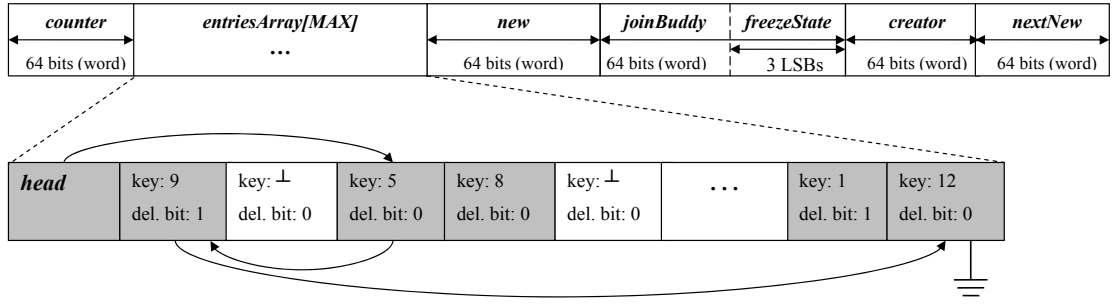 counter entriesArray[MAX] new joinBuddy freezeState creator nextNew
...
64 bits (word) 64 bits (word) 64 bits (word) 3 LSBs 64 bits (word) 64 bits (word)
head key: 9 key: ⊥ key: 5 key: 8 key: ⊥ ... key: 1 key: 12
del. bit: 1 del. bit: 0 del. bit: 0 del. bit: 0 del. bit: 0 del. bit: 1 del. bit: 0